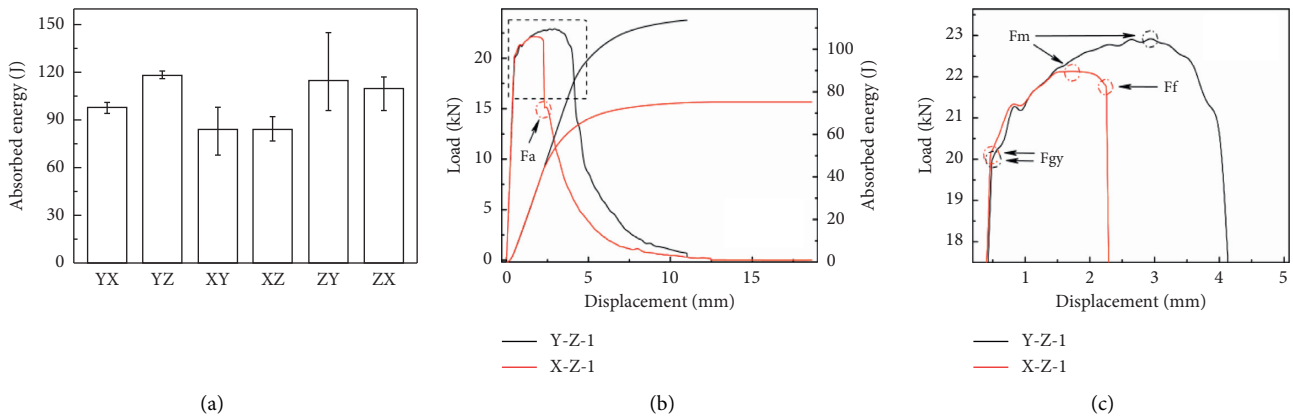 Absorbed energy (J)
150
120
90
60
30
0
YX YZ XY XZ ZY ZX
(a)
Load (kN)
20
15
10
5
0
Fa
0 5 10 15
Displacement (mm)
Absorbed energy (J)
100
80
60
40
20
0
Y-Z-1
X-Z-1
(b)
Load (kN)
23
22
21
20
19
18
Fm
Ff
Fgy
1 2 3 4 5
Displacement (mm)
Y-Z-1
X-Z-1
(c)